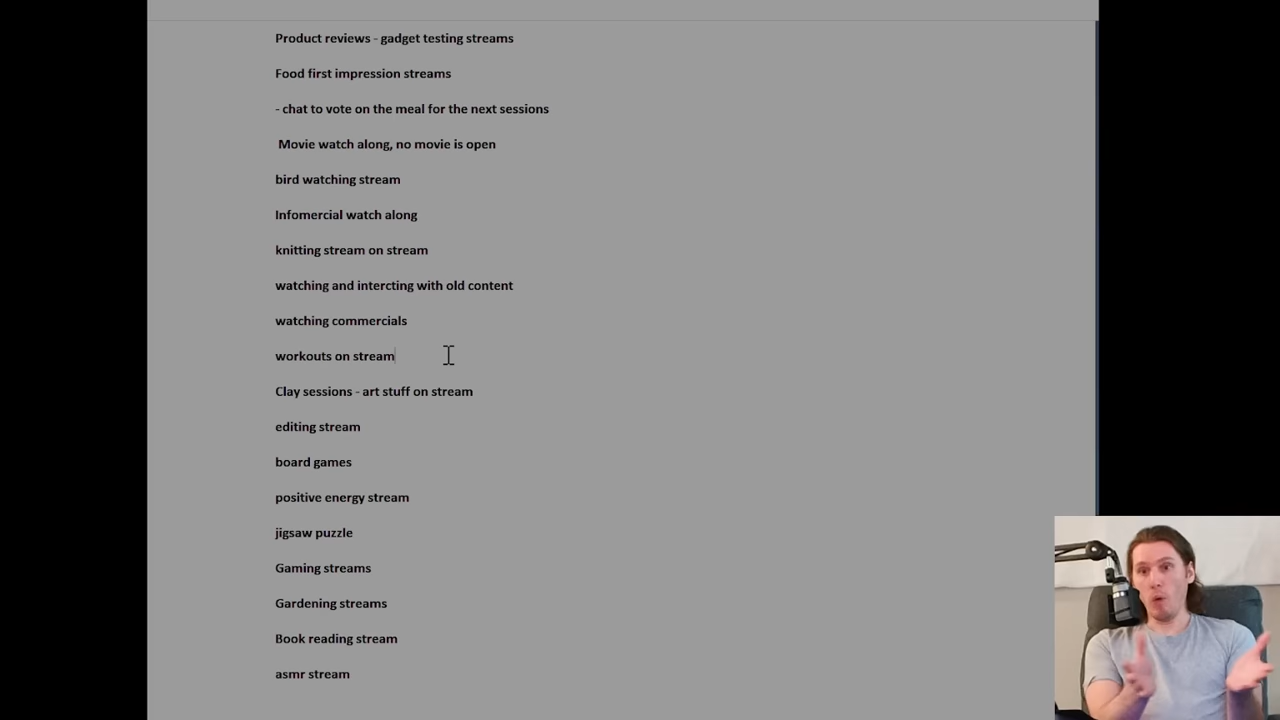 Product reviews - gadget testing streams
Food first impression streams
- chat to vote on the meal for the next sessions
Movie watch along, no movie is open
bird watching stream
Infomercial watch along
knitting stream on stream
watching and intercting with old content
watching commercials
workouts on stream
Clay sessions - art stuff on stream
editing stream
board games
positive energy stream
jigsaw puzzle
Gaming streams
Gardening streams
Book reading stream
asmr stream